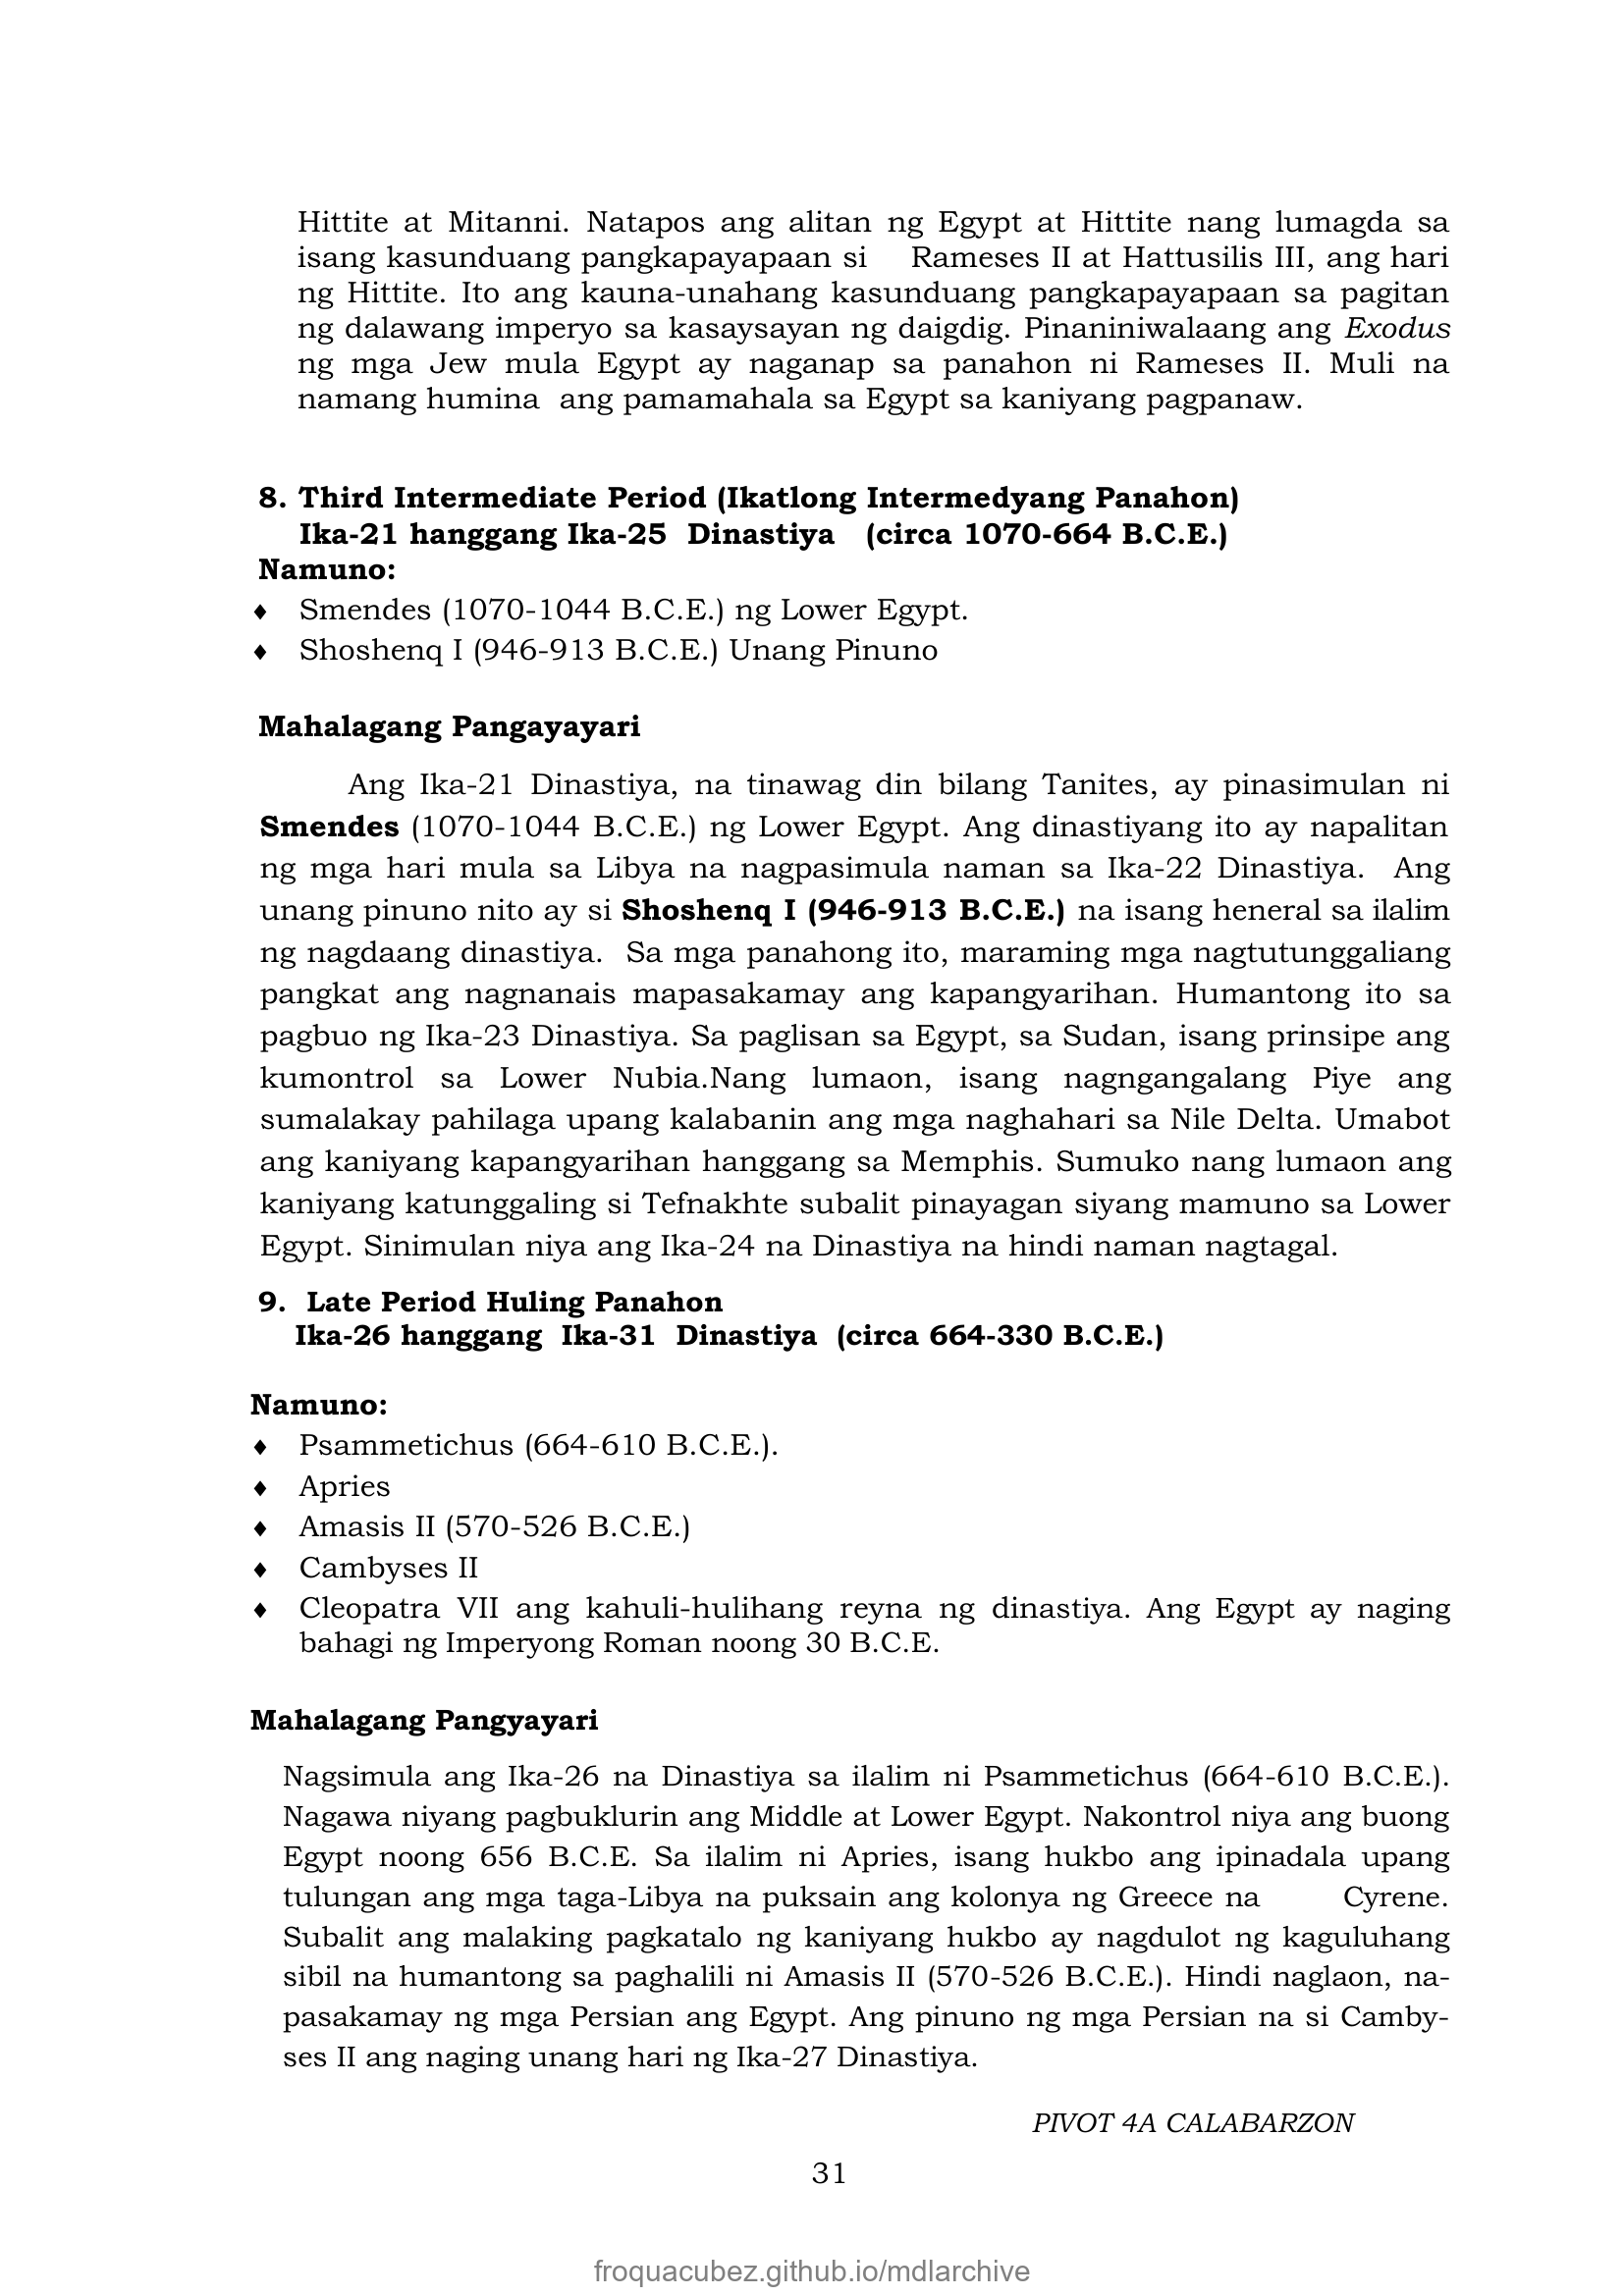 Hittite at Mitanni. Natapos ang alitan ng Egypt at Hittite nang lumagda sa
isang kasunduang pangkapayapaan si Rameses II at Hattusilis III, ang hari
ng Hittite. Ito ang kauna-unahang kasunduang pangkapayapaan sa pagitan
ng dalawang imperyo sa kasaysayan ng daigdig. Pinaniniwalaang ang Exodus
ng mga Jew mula Egypt ay naganap sa panahon ni Rameses II. Muli na
namang humina ang pamamahala sa Egypt sa kaniyang pagpanaw.
8. Third Intermediate Period (Ikatlong Intermedyang Panahon)
Ika-21 hanggang Ika-25 Dinastiya (circa 1070-664 B.C.E.)
Namuno:
♦ Smendes (1070-1044 B.C.E.) ng Lower Egypt.
♦ Shoshenq I (946-913 B.C.E.) Unang Pinuno
Mahalagang Pangayayari
Ang Ika-21 Dinastiya, na tinawag din bilang Tanites, ay pinasimulan ni
Smendes (1070-1044 B.C.E.) ng Lower Egypt. Ang dinastiyang ito ay napalitan
ng mga hari mula sa Libya na nagpasimula naman sa Ika-22 Dinastiya. Ang
unang pinuno nito ay si Shoshenq I (946-913 B.C.E.) na isang heneral sa ilalim
ng nagdaang dinastiya. Sa mga panahong ito, maraming mga nagtutunggaliang
pangkat ang nagnanais mapasakamay ang kapangyarihan. Humantong ito sa
pagbuo ng Ika-23 Dinastiya. Sa paglisan sa Egypt, sa Sudan, isang prinsipe ang
kumontrol sa Lower Nubia.Nang lumaon, isang nagngangalang Piye ang
sumalakay pahilaga upang kalabanin ang mga naghahari sa Nile Delta. Umabot
ang kaniyang kapangyarihan hanggang sa Memphis. Sumuko nang lumaon ang
kaniyang katunggaling si Tefnakhte subalit pinayagan siyang mamuno sa Lower
Egypt. Sinimulan niya ang Ika-24 na Dinastiya na hindi naman nagtagal.
9. Late Period Huling Panahon
Ika-26 hanggang Ika-31 Dinastiya (circa 664-330 B.C.E.)
Namuno:
♦ Psammetichus (664-610 B.C.E.).
♦ Apries
♦ Amasis II (570-526 B.C.E.)
♦ Cambyses II
♦ Cleopatra VII ang kahuli-hulihang reyna ng dinastiya. Ang Egypt ay naging
bahagi ng Imperyong Roman noong 30 B.C.E.
Mahalagang Pangyayari
Nagsimula ang Ika-26 na Dinastiya sa ilalim ni Psammetichus (664-610 B.C.E.).
Nagawa niyang pagbuklurin ang Middle at Lower Egypt. Nakontrol niya ang buong
Egypt noong 656 B.C.E. Sa ilalim ni Apries, isang hukbo ang ipinadala upang
tulungan ang mga taga-Libya na puksain ang kolonya ng Greece na Cyrene.
Subalit ang malaking pagkatalo ng kaniyang hukbo ay nagdulot ng kaguluhang
sibil na humantong sa paghalili ni Amasis II (570-526 B.C.E.). Hindi naglaon, na-
pasakamay ng mga Persian ang Egypt. Ang pinuno ng mga Persian na si Camby-
ses II ang naging unang hari ng Ika-27 Dinastiya.
PIVOT 4A CALABARZON
31
froquacubez.github.io/mdlarchive